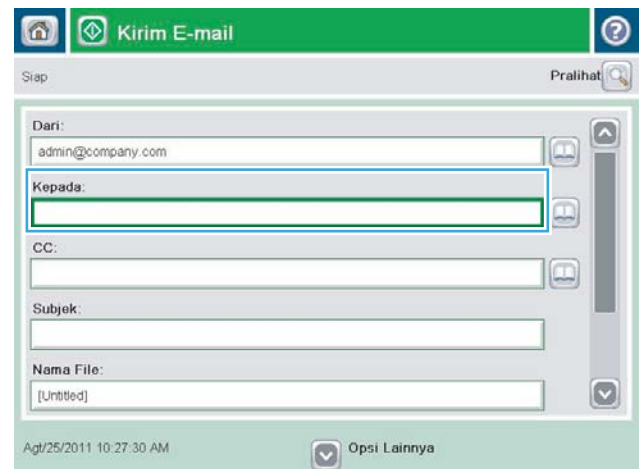 Kirim E-mail
Siap
Pralihat
Dari:
admin@company.com
Kepada:
CC:
Subjek:
Nama File:
[Untitled]
Agt/25/2011 10:27:30 AM
Opsi Lainnya